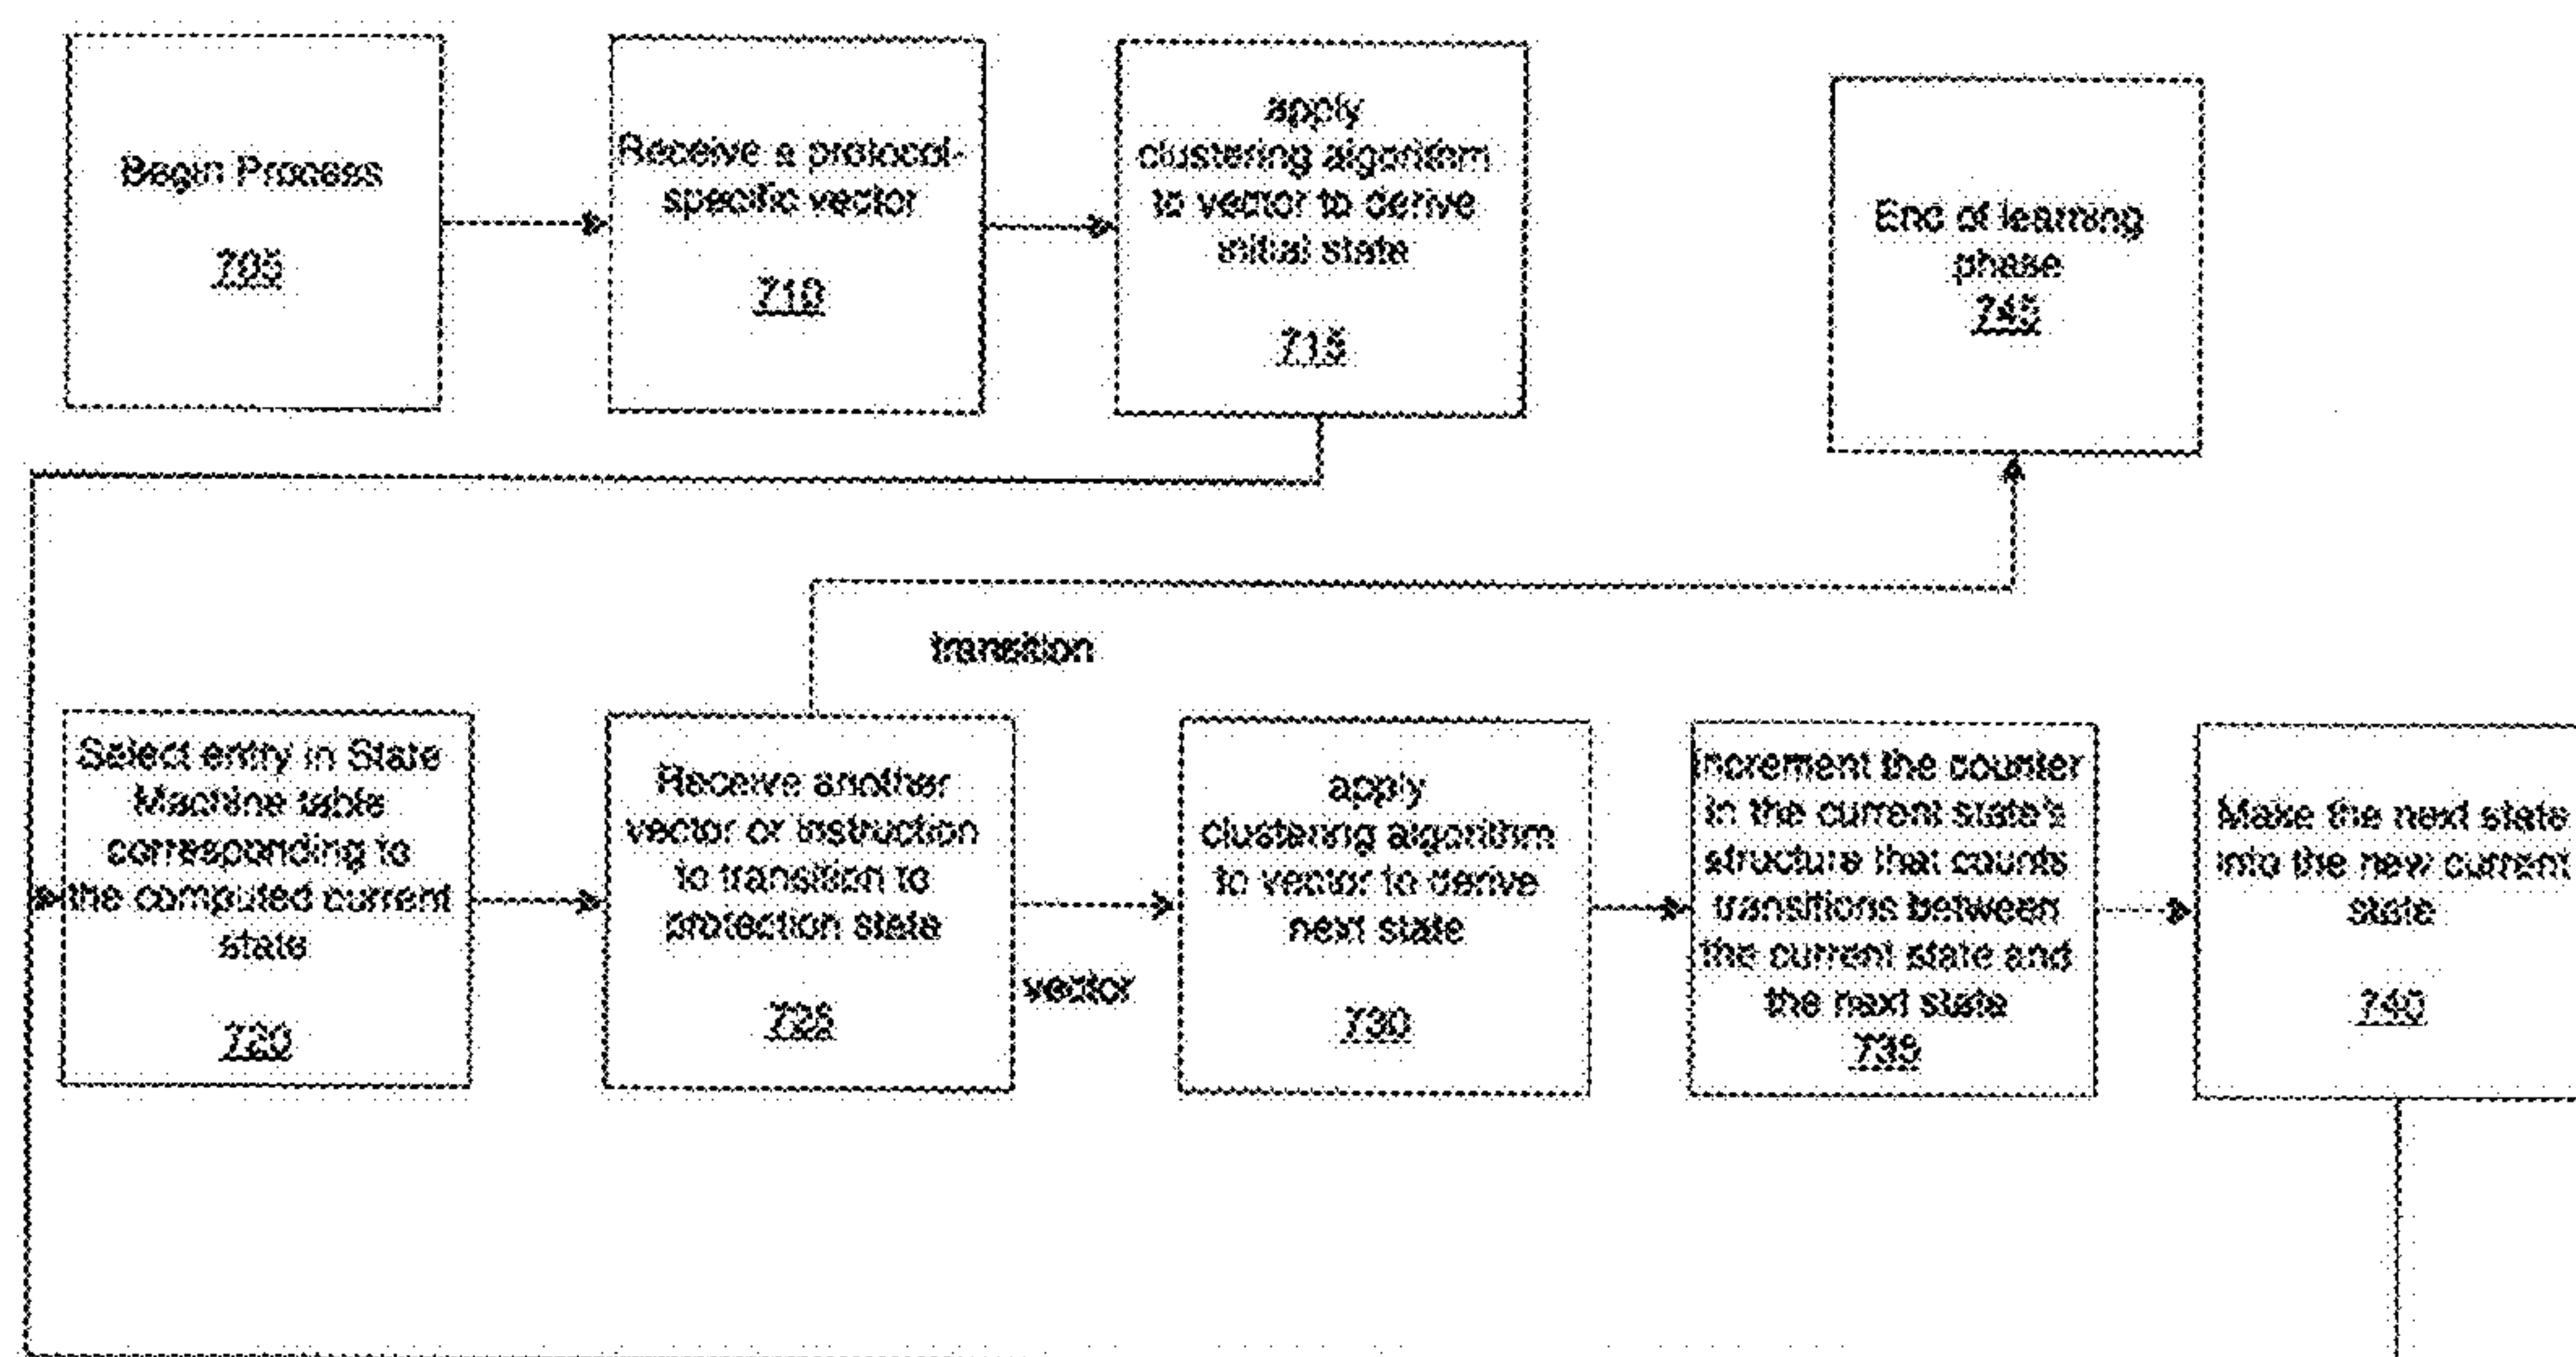 Begin Process
705
Receive a protocol-
specific vector
710
apply
clustering algorithm
to vector to derive
initial state
715
End of learning
phase
745
transition
Select entry in State
Machine table
corresponding to
the computed current
state
720
Receive another
vector or instruction
to transition to
protection state
725
vector
apply
clustering algorithm
to vector to derive
next state
730
Increment the counter
in the current state's
structure that counts
transitions between
the current state and
the next state
735
Make the next state
into the new current
state
740